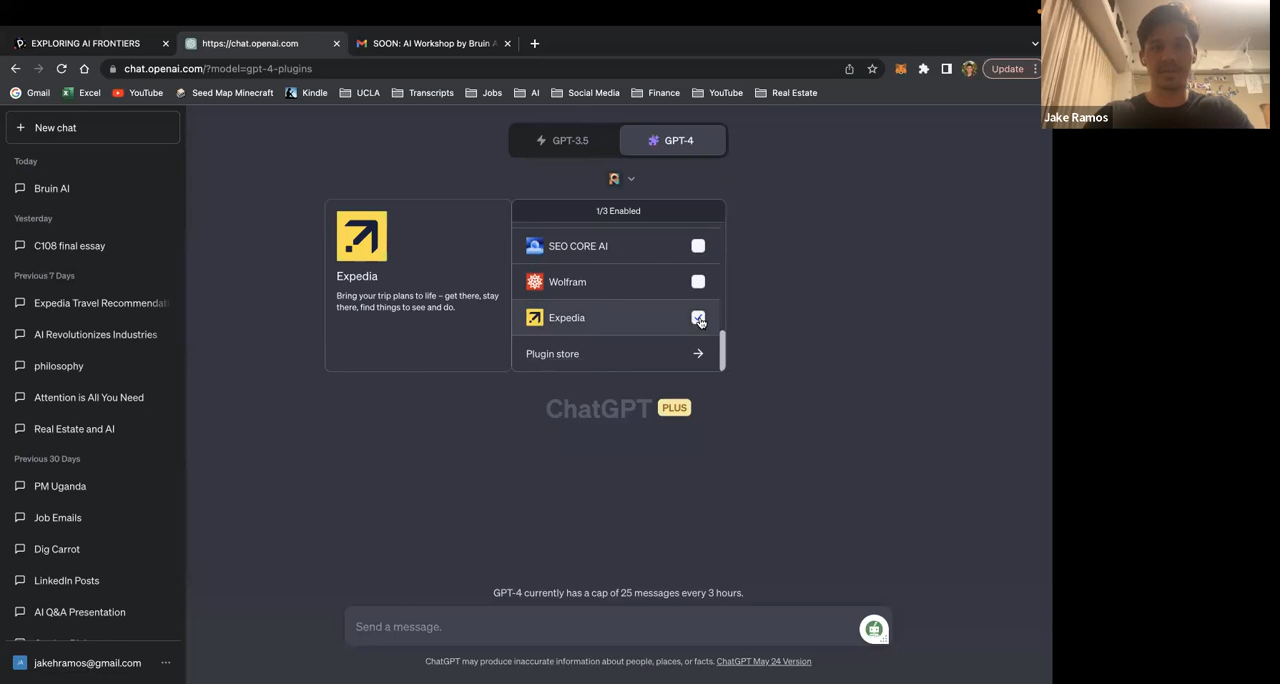 EXPLORING AI FRONTIERS
https://chat.openai.com/
SOON: AI Workshop by Bruin A
chat.openai.com/?model=gpt-4-plugins
Update
Gmail
Excel
YouTube
Seed Map Minecraft
Kindle
UCLA
Transcripts
Jobs
AI
Social Media
Finance
YouTube
Real Estate
Jake Ramos
New chat
Today
Bruin AI
Yesterday
C108 final essay
Previous 7 Days
Expedia Travel Recommendati
AI Revolutionizes Industries
philosophy
Attention is All You Need
Real Estate and AI
Previous 30 Days
PM Uganda
Job Emails
Dig Carrot
LinkedIn Posts
AI Q&A Presentation
JA
jakehramos@gmail.com
GPT-3.5
GPT-4
Expedia
Bring your trip plans to life – get there, stay
there, find things to see and do.
1/3 Enabled
SEO CORE AI
Wolfram
Expedia
Plugin store
ChatGPT PLUS
GPT-4 currently has a cap of 25 messages every 3 hours.
Send a message.
ChatGPT may produce inaccurate information about people, places, or facts. ChatGPT May 24 Version